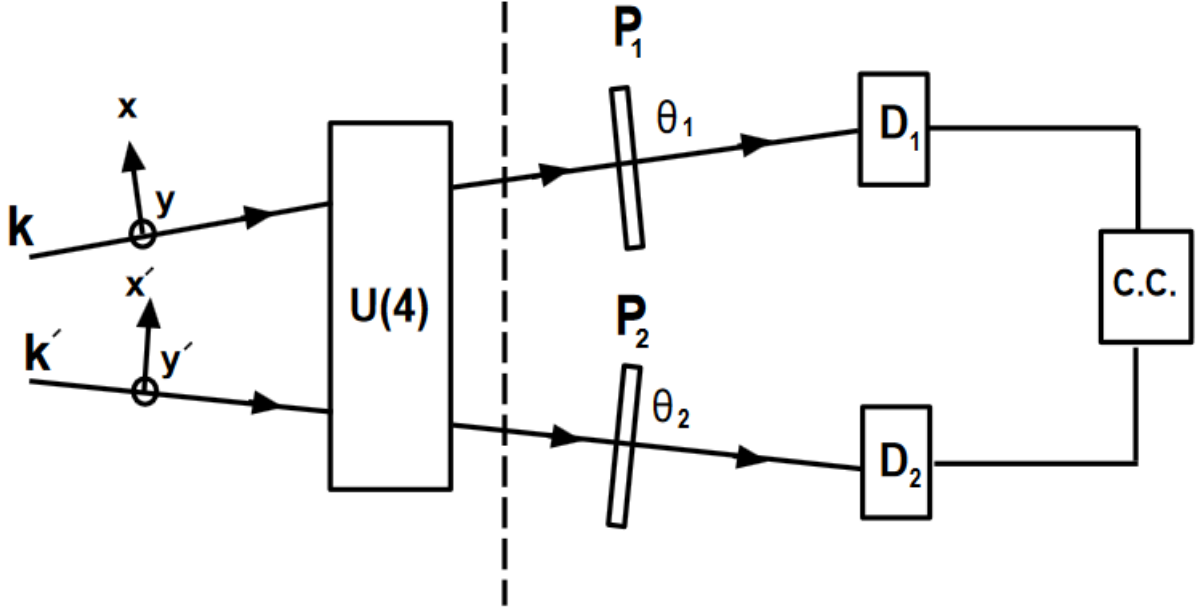 P₁
x
θ₁
D₁
y
k
x´
U(4)
C.C.
P₂
k´
y´
θ₂
D₂